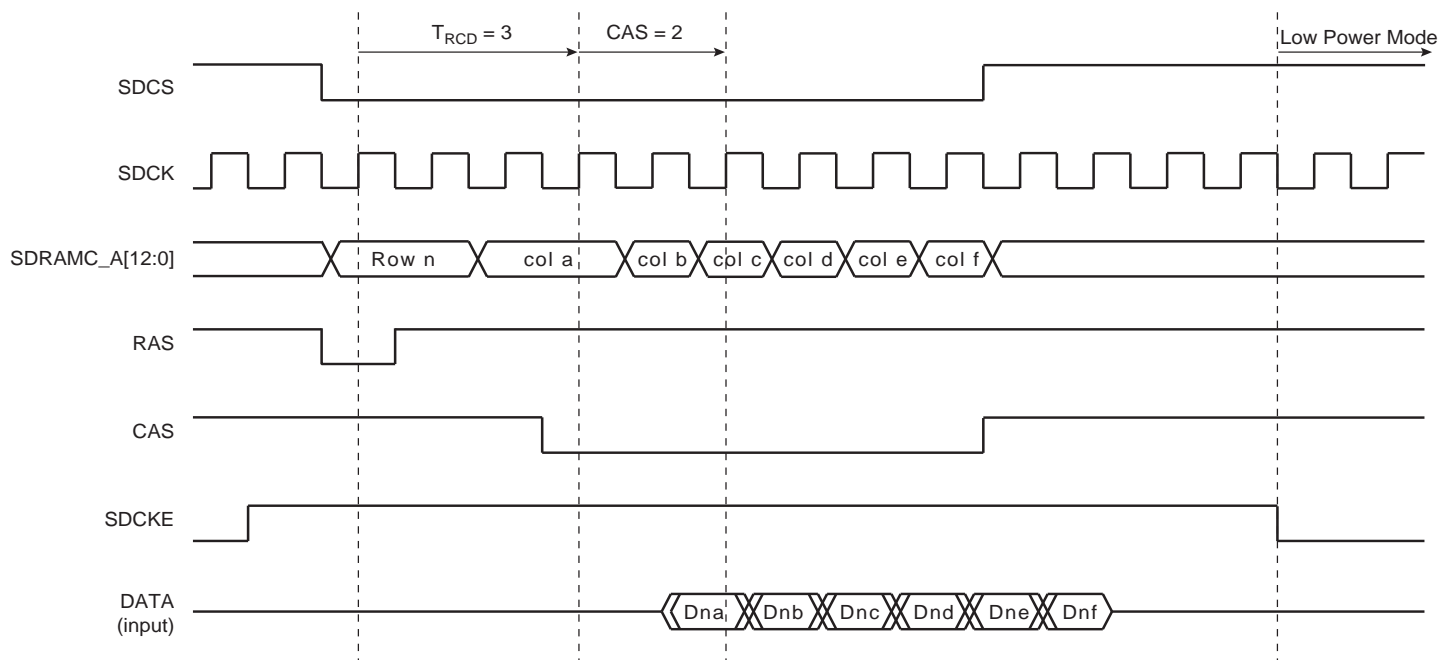 TRCD = 3 CAS = 2 Low Power Mode
SDCS
SDCK
SDRAMC_A[12:0] Row n col a col b col c col d col e col f
RAS
CAS
SDCKE
DATA
(input) Dna Dnb Dnc Dnd Dne Dnf